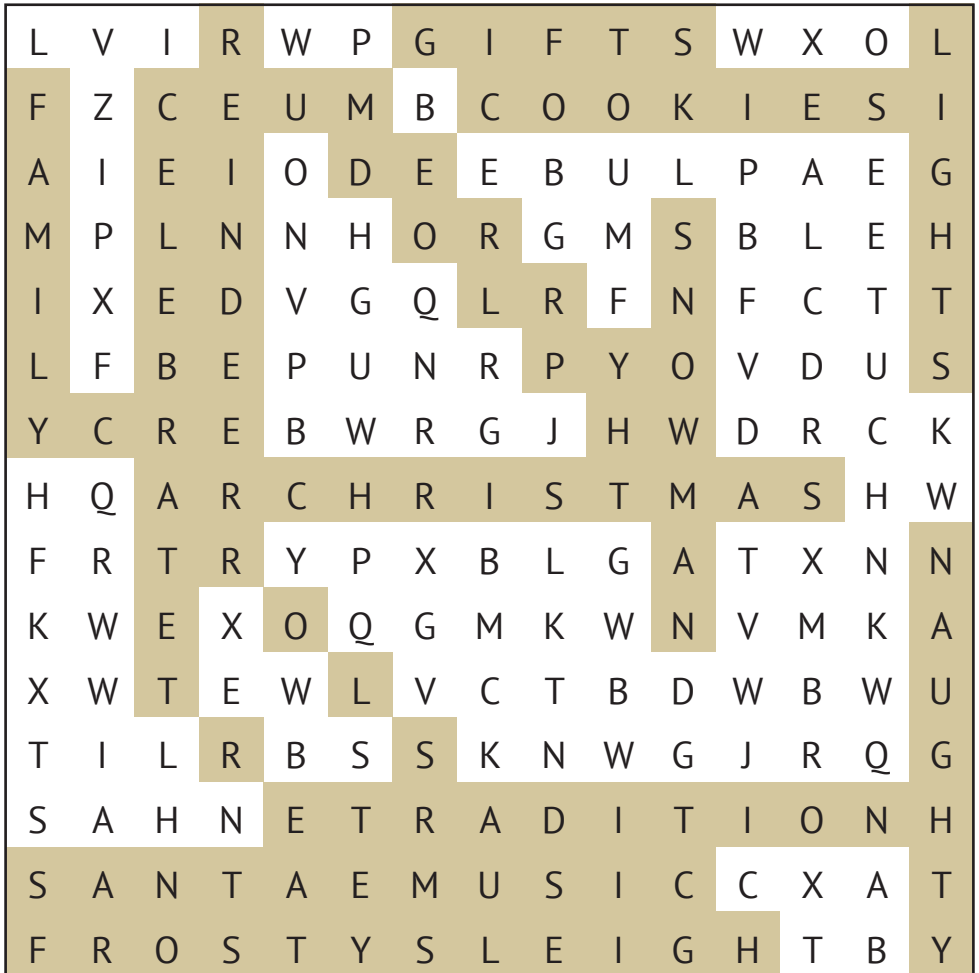 L V I R W P G I F T S W X O L
F Z C E U M B C O O K I E S I
A I E I O D E E B U L P A E G
M P L N N H O R G M S B L E H
I X E D V G Q L R F N F C T T
L F B E P U N R P Y O V D U S
Y C R E B W R G J H W D R C K
H Q A R C H R I S T M A S H W
F R T R Y P X B L G A T X N N
K W E X O Q G M K W N V M K A
X W T E W L V C T B D W B W U
T I L R B S S K N W G J R Q G
S A H N E T R A D I T I O N H
S A N T A E M U S I C C X A T
F R O S T Y S L E I G H T B Y